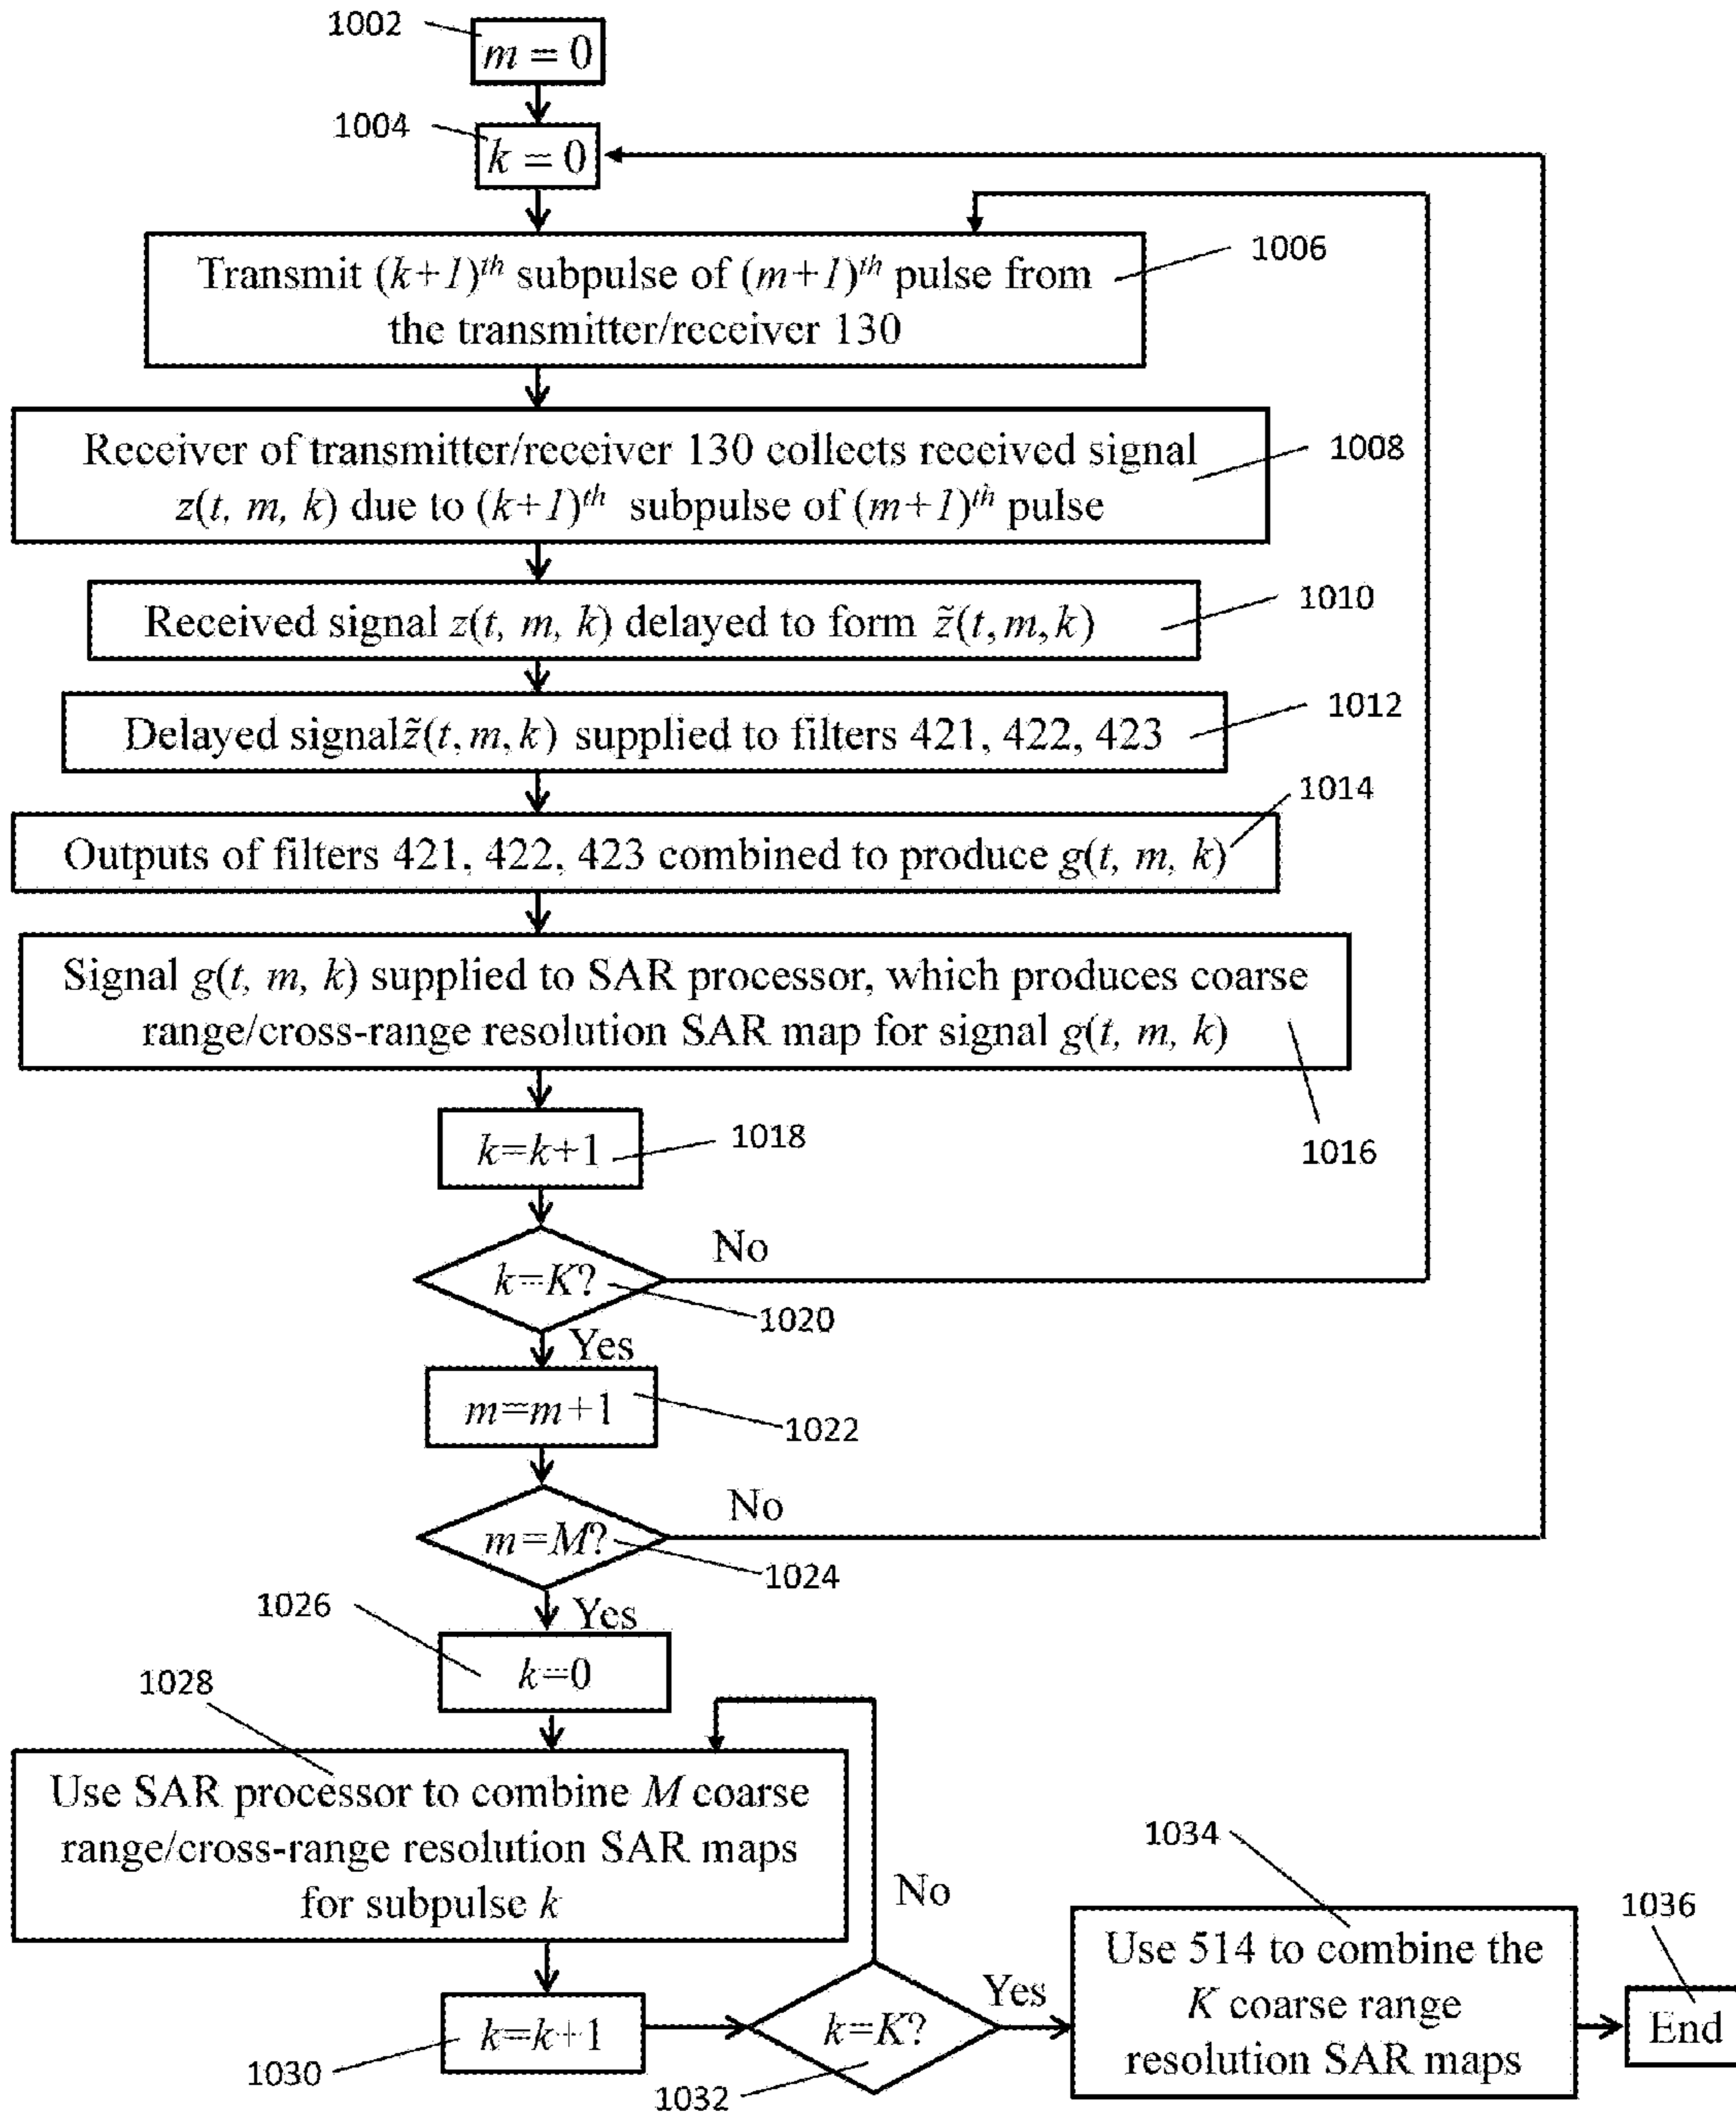 1002
m = 0
1004
k = 0
Transmit (k+1)th subpulse of (m+1)th pulse from
the transmitter/receiver 130
1006
Receiver of transmitter/receiver 130 collects received signal
z(t, m, k) due to (k+1)th subpulse of (m+1)th pulse
1008
Received signal z(t, m, k) delayed to form z̃(t, m, k)
1010
Delayed signal z̃(t, m, k) supplied to filters 421, 422, 423
1012
1014
Outputs of filters 421, 422, 423 combined to produce g(t, m, k)
Signal g(t, m, k) supplied to SAR processor, which produces coarse
range/cross-range resolution SAR map for signal g(t, m, k)
1016
k=k+1
1018
k=K?
No
1020
Yes
m=m+1
1022
m=M?
No
1024
Yes
1026
k=0
1028
Use SAR processor to combine M coarse
range/cross-range resolution SAR maps
for subpulse k
k=k+1
1030
No
k=K?
1032
Yes
1034
Use 514 to combine the
K coarse range
resolution SAR maps
1036
End